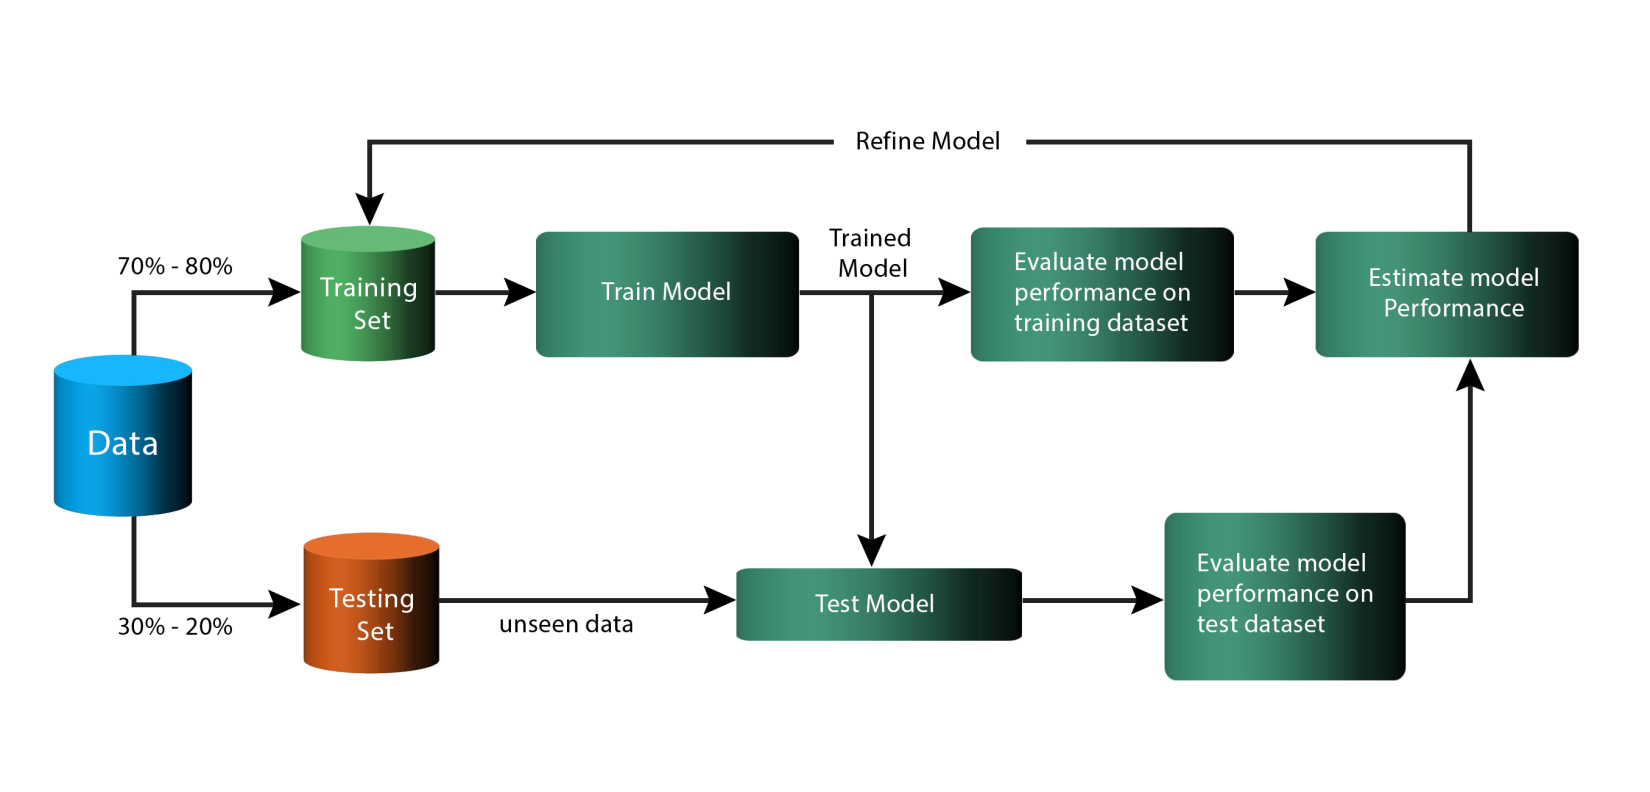 Refine Model
70% - 80%
Training
Set
Train Model
Trained
Model
Evaluate model
performance on
training dataset
Estimate model
Performance
Data
30% - 20%
Testing
Set
unseen data
Test Model
Evaluate model
performance on
test dataset